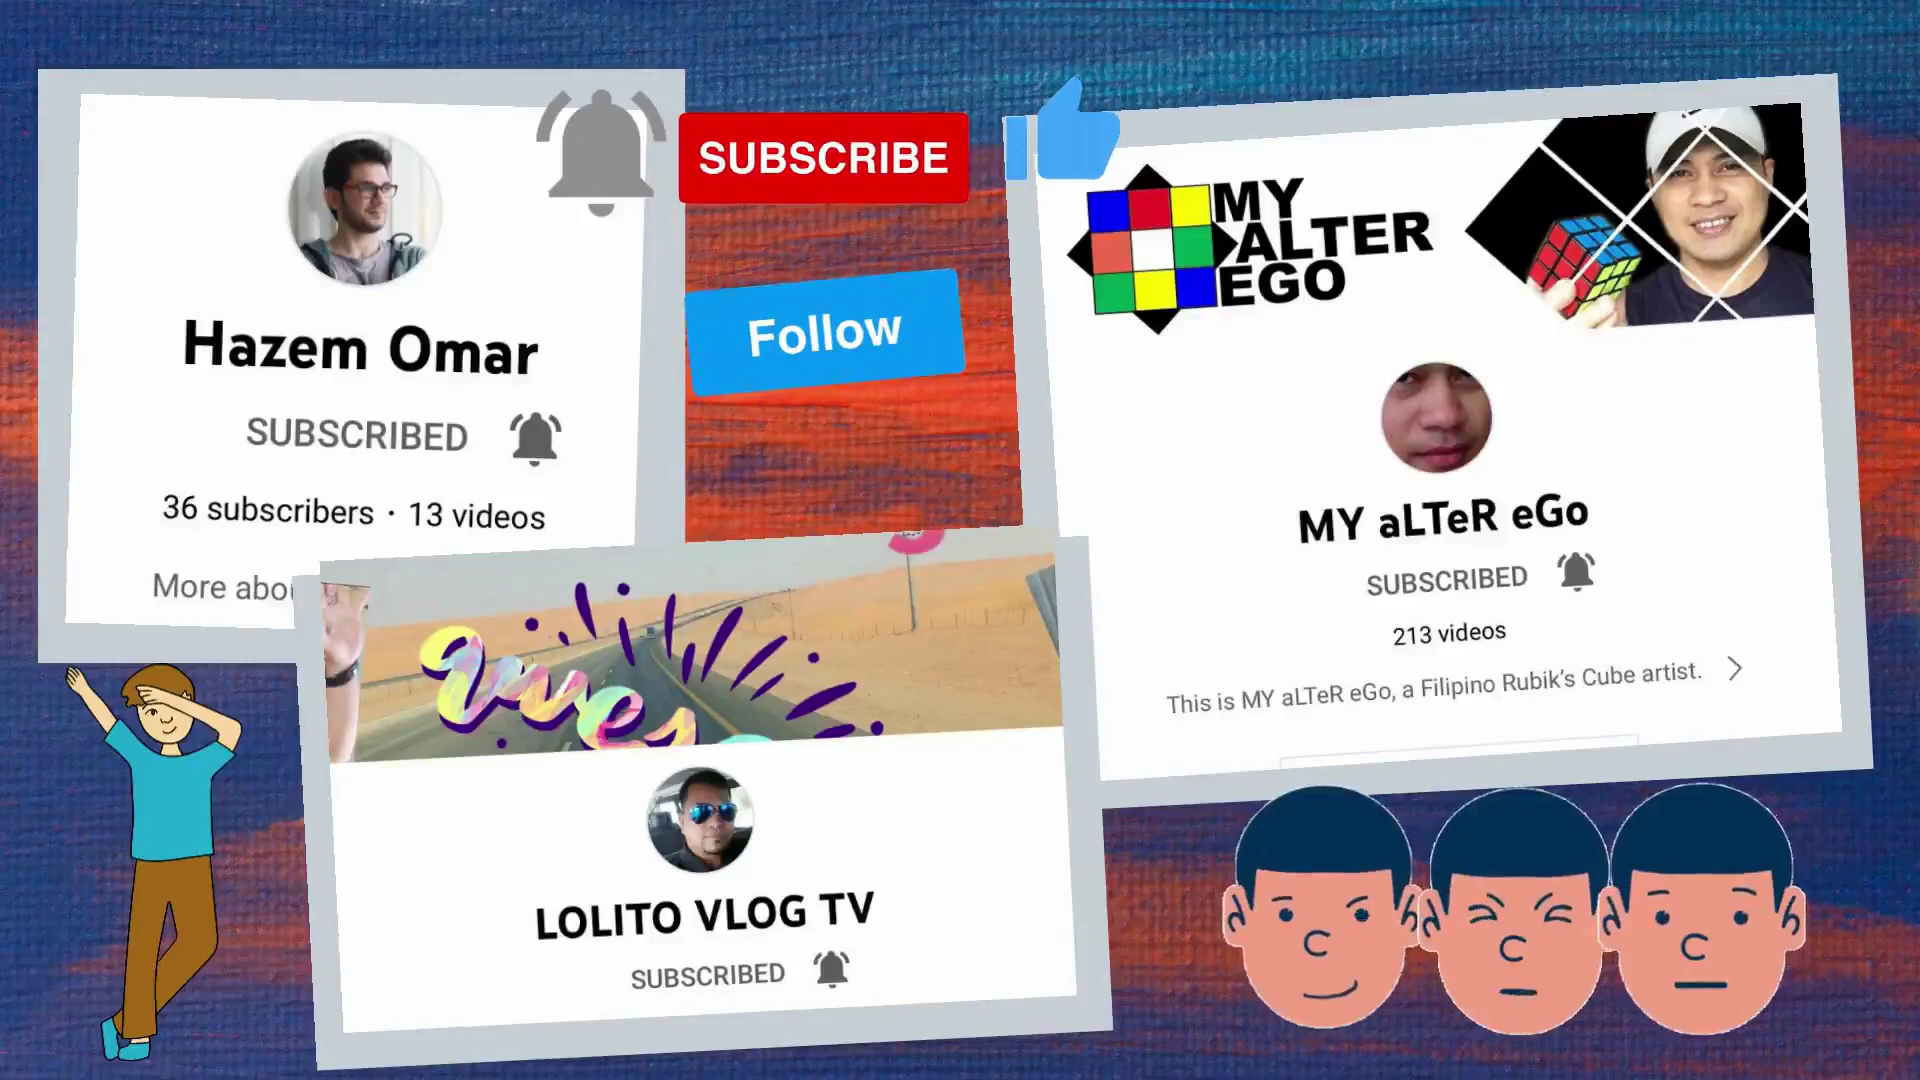 Hazem Omar
SUBSCRIBED
36 subscribers · 13 videos
More abou
SUBSCRIBE
Follow
MY
ALTER
EGO
MY aLTeR eGo
SUBSCRIBED
213 videos
This is MY aLTeR eGo, a Filipino Rubik's Cube artist.
LOLITO VLOG TV
SUBSCRIBED